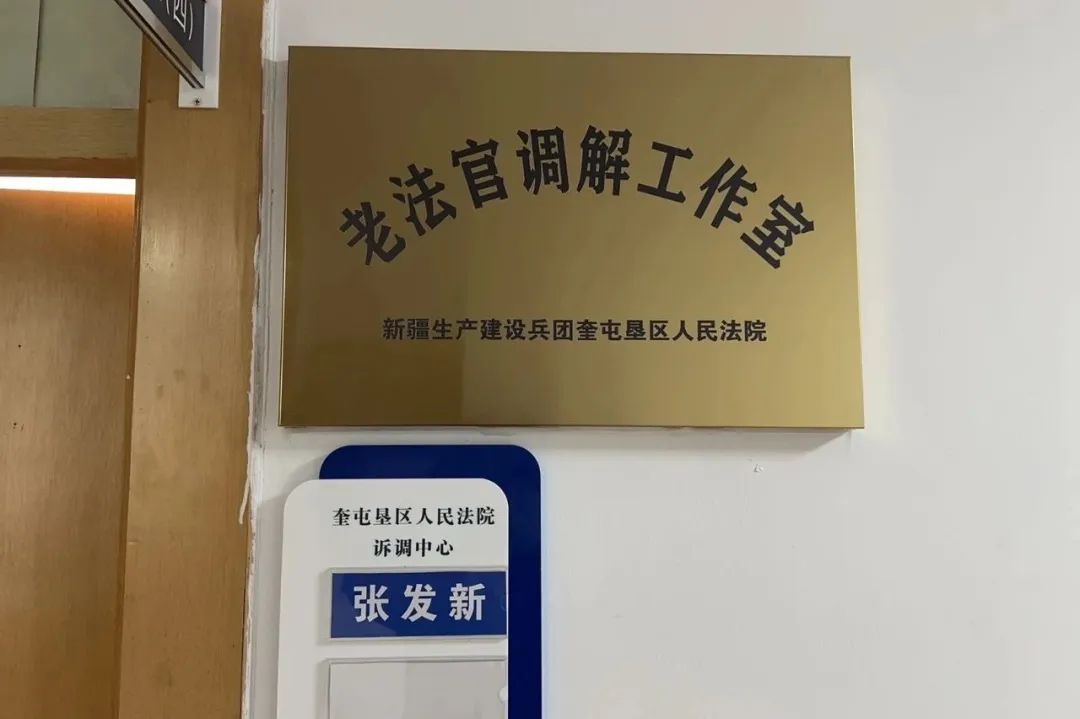 （四）
老法官调解工作室
新疆生产建设兵团奎屯垦区人民法院
奎屯垦区人民法院
诉调中心
张发新